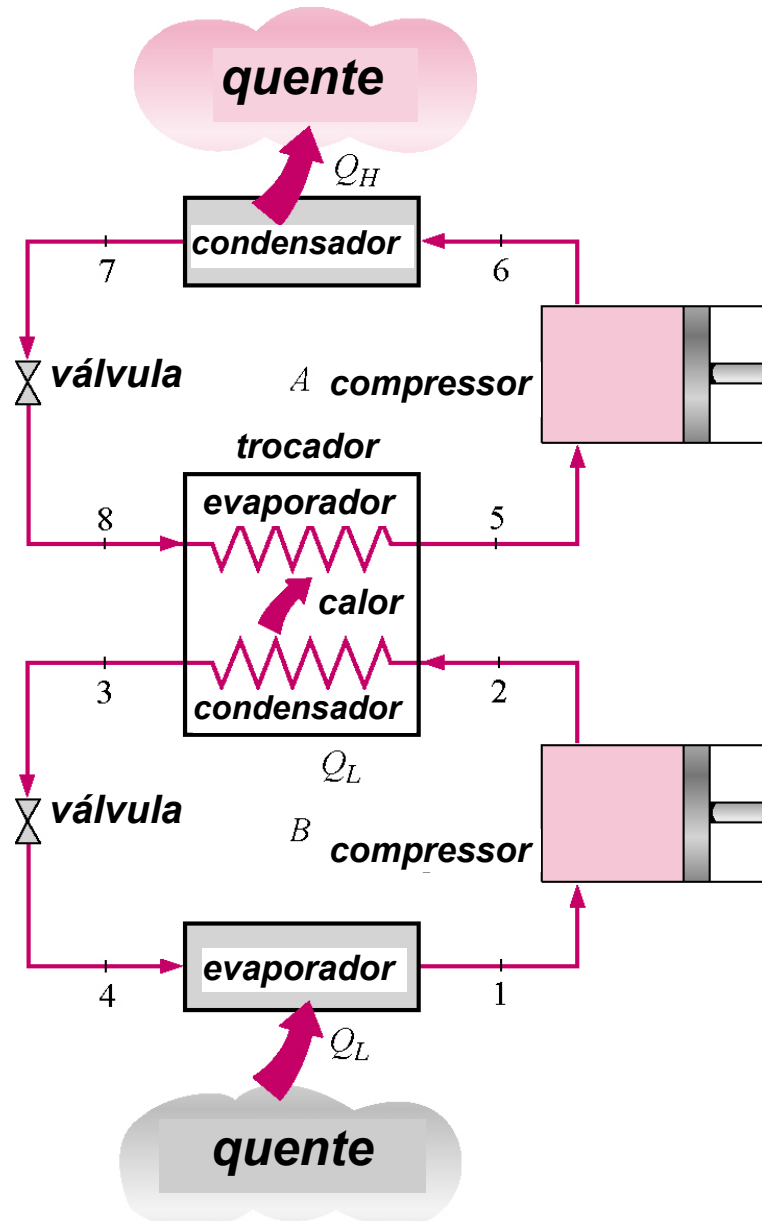 quente
Q_H
condensador
7
6
válvula
A compressor
trocador
evaporador
8
5
calor
3
2
condensador
Q_L
válvula
B
compressor
evaporador
4
1
Q_L
quente